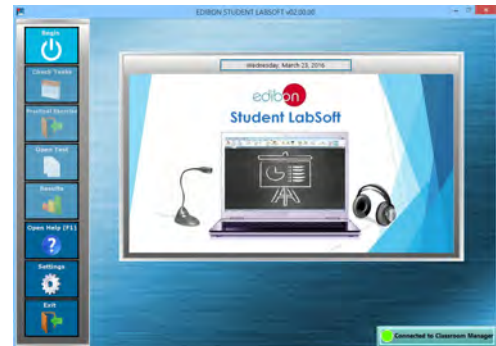 EDIBON STUDENT LABSOFT v02.00.00
Begin
Check Tasks
Practical Exercise
Open Test
Results
Open Help (F1)
Settings
Exit
Wednesday, March 23, 2016
edibon
Student LabSoft
Connected to Classroom Manager